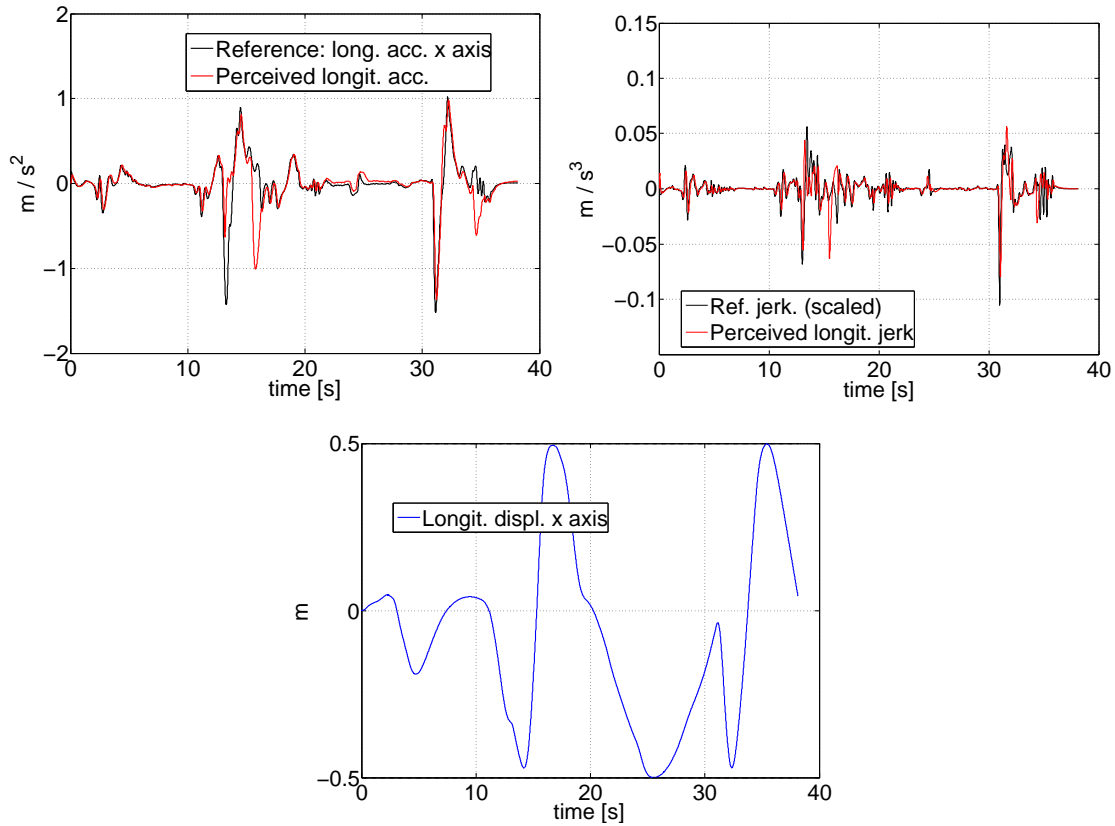 2
1
0
−1
−2
m / s2
Reference: long. acc. x axis
Perceived longit. acc.
0 10 20 30 40
time [s]
0.15
0.1
0.05
0
−0.05
−0.1
m / s3
Ref. jerk. (scaled)
Perceived longit. jerk
0 10 20 30 40
time [s]
0.5
0
−0.5
m
Longit. displ. x axis
0 10 20 30 40
time [s]